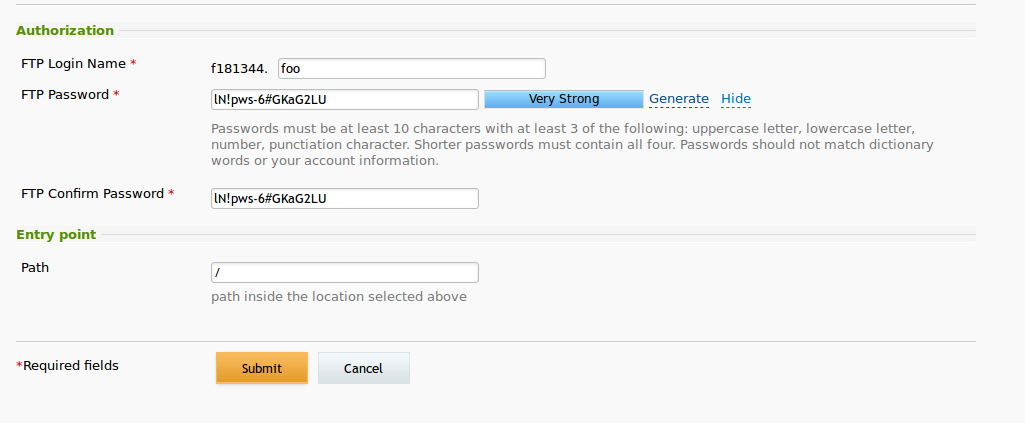 Authorization
FTP Login Name *
f181344. foo
FTP Password *
lN!pws-6#GKaG2LU Very Strong Generate Hide
Passwords must be at least 10 characters with at least 3 of the following: uppercase letter, lowercase letter,
number, punctiation character. Shorter passwords must contain all four. Passwords should not match dictionary
words or your account information.
FTP Confirm Password *
lN!pws-6#GKaG2LU
Entry point
Path
/
path inside the location selected above
*Required fields
Submit Cancel